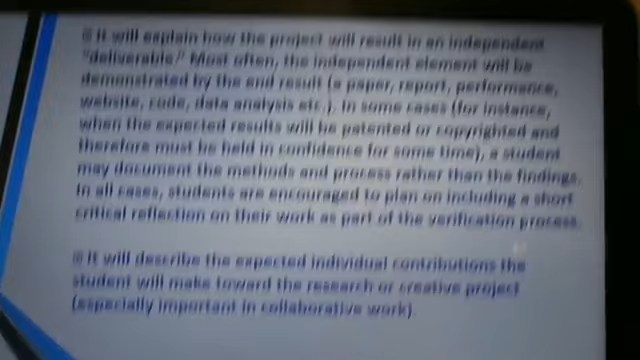 It will explain how the project will result in an independent
"deliverable." Most often, the independent element will be
demonstrated by the end result (a paper, report, performance,
website, code, data analysis etc.). In some cases (for instance,
when the expected results will be patented or copyrighted and
therefore must be held in confidence for some time), a student
may document the methods and process rather than the findings.
In all cases, students are encouraged to plan on including a short
critical reflection on their work as part of the verification process.
It will describe the expected individual contributions the
student will make toward the research or creative project
(especially important in collaborative work).